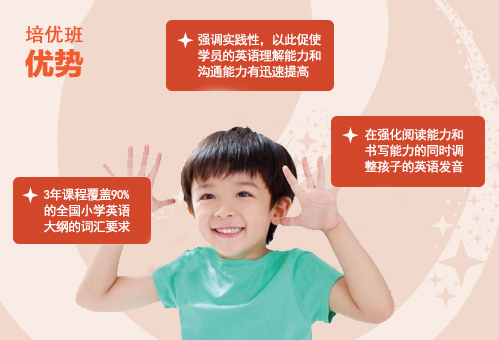 培优班
优势
强调实践性，以此促使
学员的英语理解能力和
沟通能力有迅速提高
在强化阅读能力和
书写能力的同时调
整孩子的英语发音
3年课程覆盖90%
的全国小学英语
大纲的词汇要求